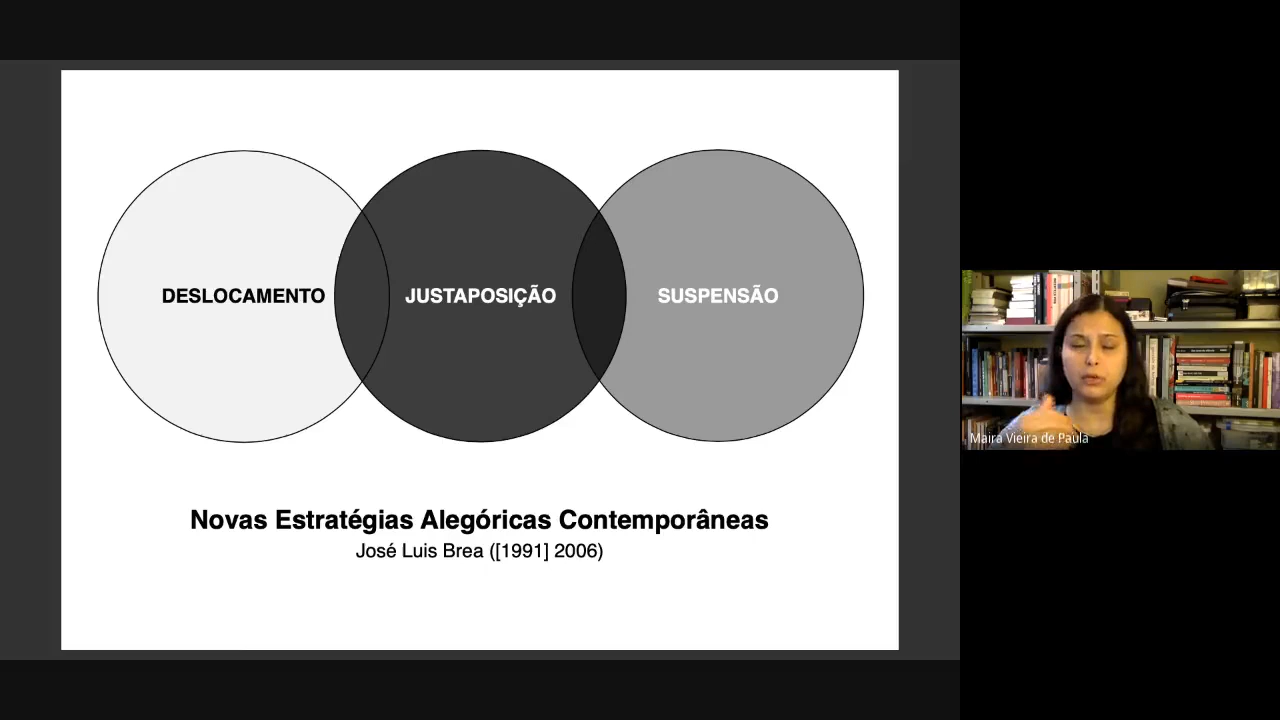 DESLOCAMENTO
JUSTAPOSIÇÃO
SUSPENSÃO
Novas Estratégias Alegóricas Contemporâneas
José Luis Brea ([1991] 2006)
Maira Vieira de Paula